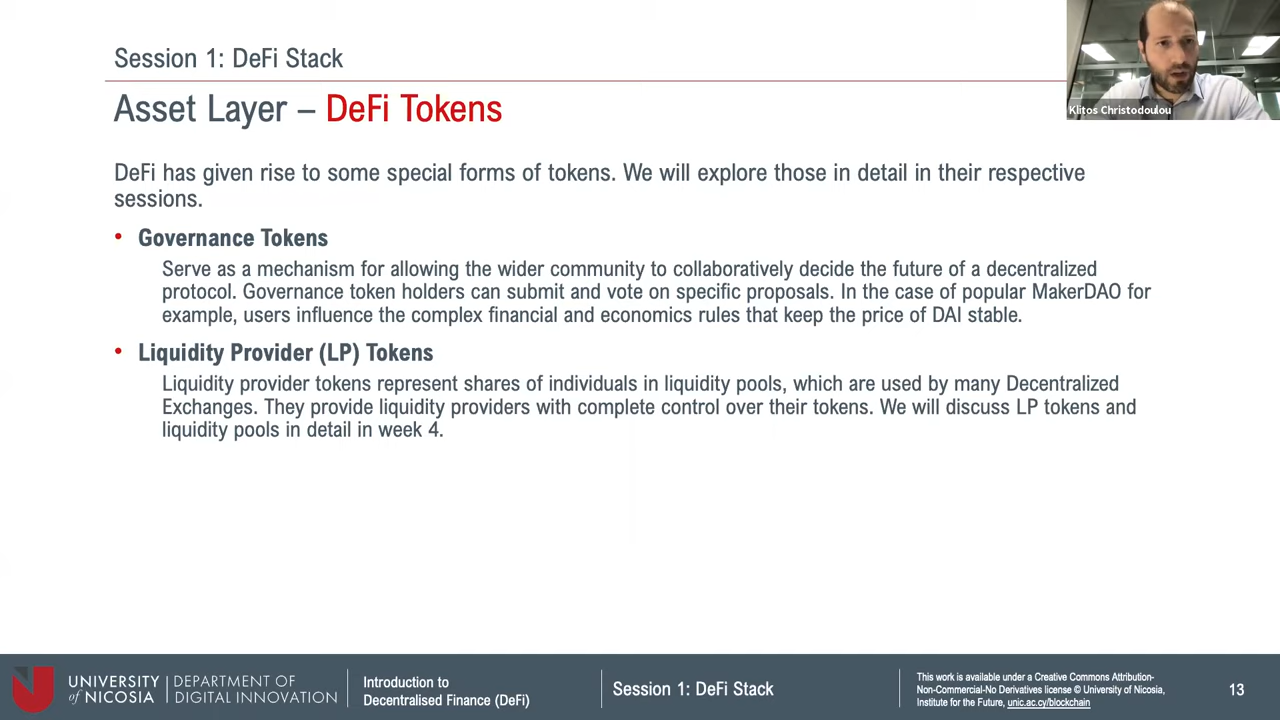 Session 1: DeFi Stack
Klitos Christodoulou
Asset Layer – DeFi Tokens
DeFi has given rise to some special forms of tokens. We will explore those in detail in their respective
sessions.
• Governance Tokens
Serve as a mechanism for allowing the wider community to collaboratively decide the future of a decentralized
protocol. Governance token holders can submit and vote on specific proposals. In the case of popular MakerDAO for
example, users influence the complex financial and economics rules that keep the price of DAI stable.
• Liquidity Provider (LP) Tokens
Liquidity provider tokens represent shares of individuals in liquidity pools, which are used by many Decentralized
Exchanges. They provide liquidity providers with complete control over their tokens. We will discuss LP tokens and
liquidity pools in detail in week 4.
UNIVERSITY
of NICOSIA
DEPARTMENT OF
DIGITAL INNOVATION
Introduction to
Decentralised Finance (DeFi)
Session 1: DeFi Stack
This work is available under a Creative Commons Attribution-
Non-Commercial-No Derivatives license © University of Nicosia,
Institute for the Future, unic.ac.cy/blockchain
13